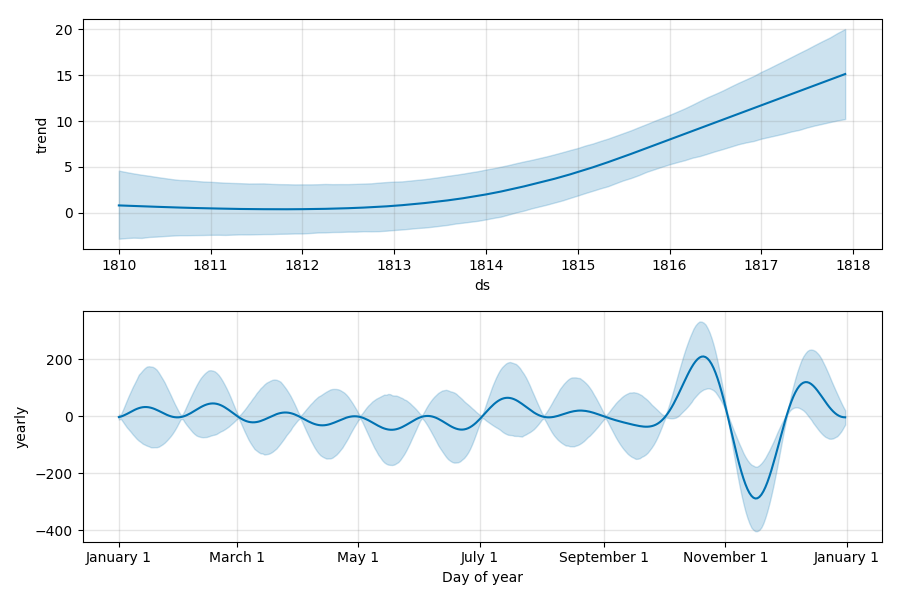 20
15
10
5
0
trend
1810 1811 1812 1813 1814 1815 1816 1817 1818
ds
200
0
−200
−400
yearly
January 1 March 1 May 1 July 1 September 1 November 1 January 1
Day of year